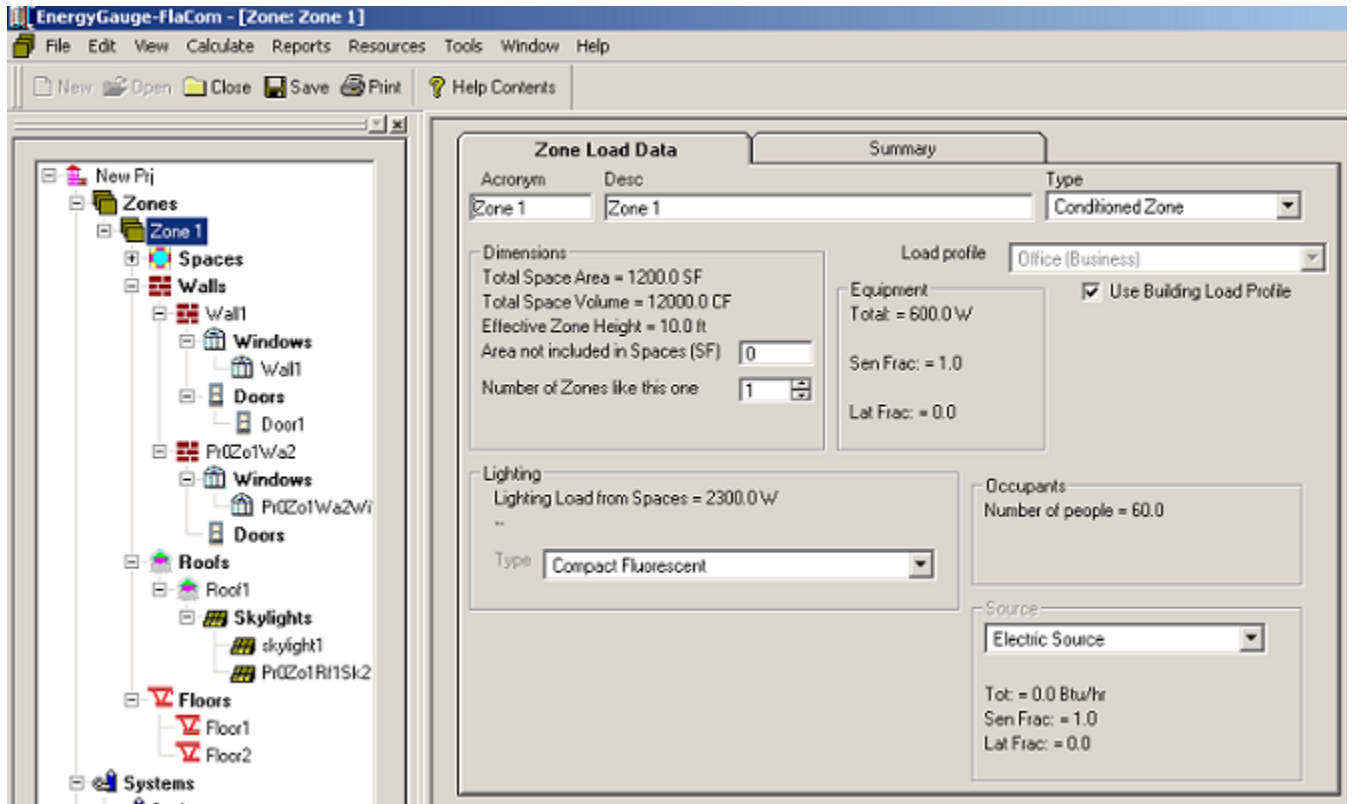 EnergyGauge-FlaCom - [Zone: Zone 1]
File Edit View Calculate Reports Resources Tools Window Help
New Open Close Save Print Help Contents
New Prj
Zones
Zone 1
Spaces
Walls
Wall1
Windows
Wall1
Doors
Door1
Pr0Zo1Wa2
Windows
Pr0Zo1Wa2Wi
Doors
Roofs
Roof1
Skylights
skylight1
Pr0Zo1Rf1Sk2
Floors
Floor1
Floor2
Systems
Zone Load Data Summary
Acronym Desc Type
Zone 1 Zone 1 Conditioned Zone
Dimensions
Total Space Area = 1200.0 SF
Total Space Volume = 12000.0 CF
Effective Zone Height = 10.0 ft
Area not included in Spaces (SF) 0
Number of Zones like this one 1
Load profile Office (Business)
Use Building Load Profile
Equipment
Total: = 600.0 W
Sen Frac: = 1.0
Lat Frac: = 0.0
Lighting
Lighting Load from Spaces = 2300.0 W
--
Type Compact Fluorescent
Occupants
Number of people = 60.0
Source
Electric Source
Tot: = 0.0 Btu/hr
Sen Frac: = 1.0
Lat Frac: = 0.0